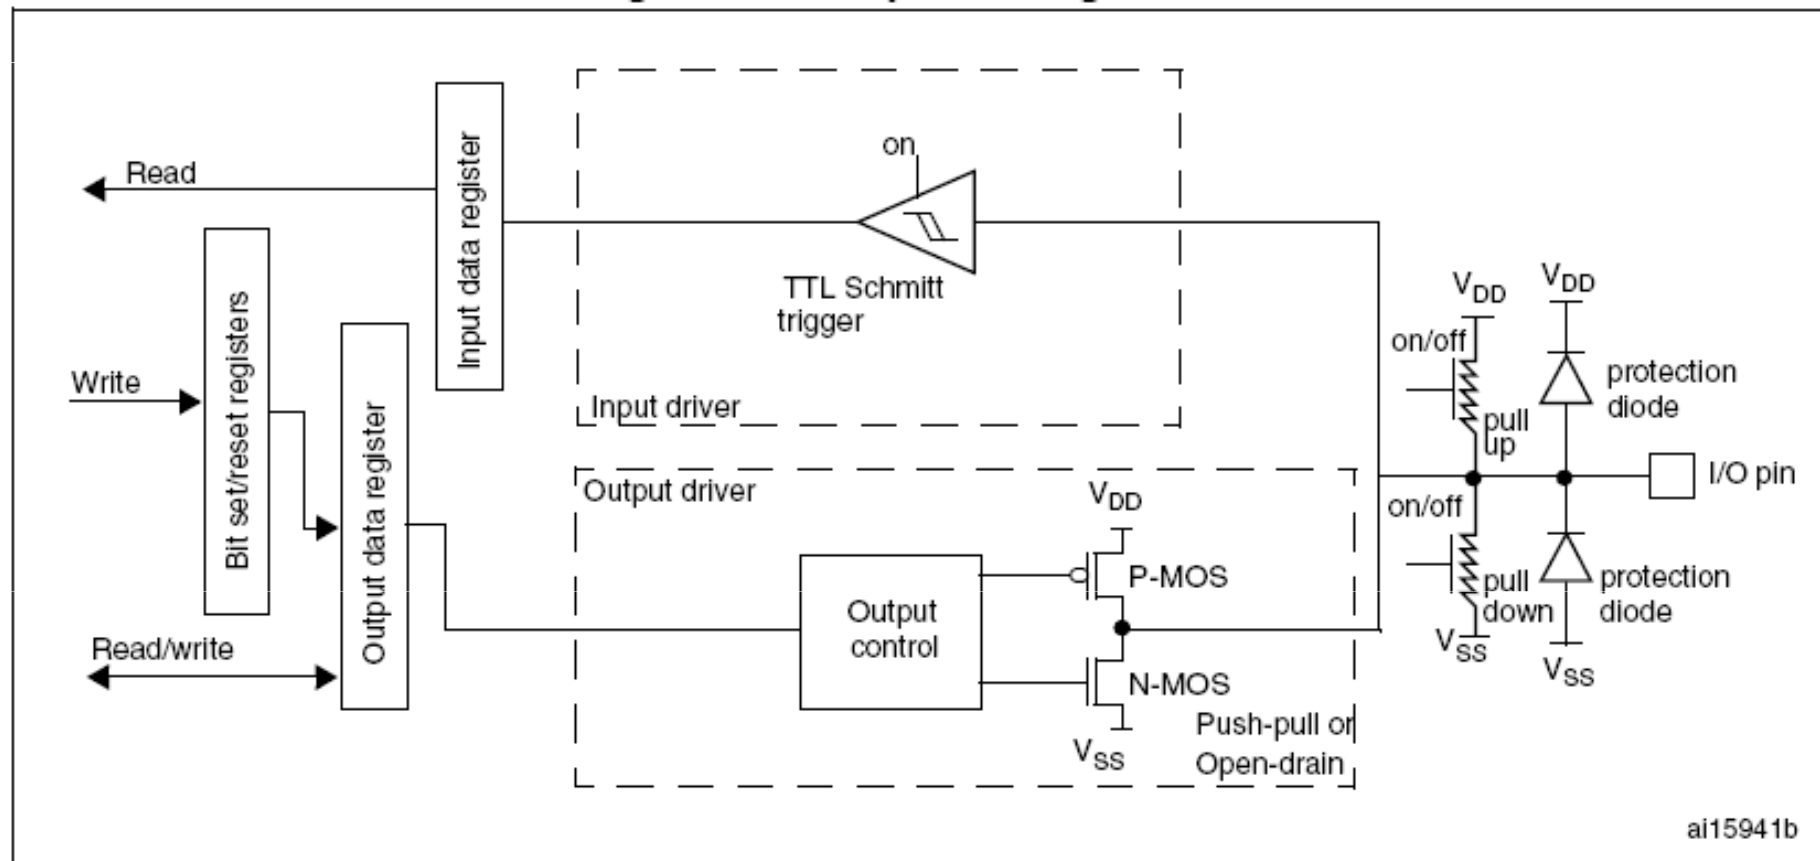 on
Read
Input data register
TTL Schmitt
trigger
VDD
VDD
on/off
Bit set/reset registers
Write
protection
diode
Input driver
pull
up
Output data register
Output driver
VDD
I/O pin
on/off
P-MOS
pull
down
protection
diode
Output
control
Read/write
VSS
VSS
N-MOS
Push-pull or
Open-drain
VSS
ai15941b